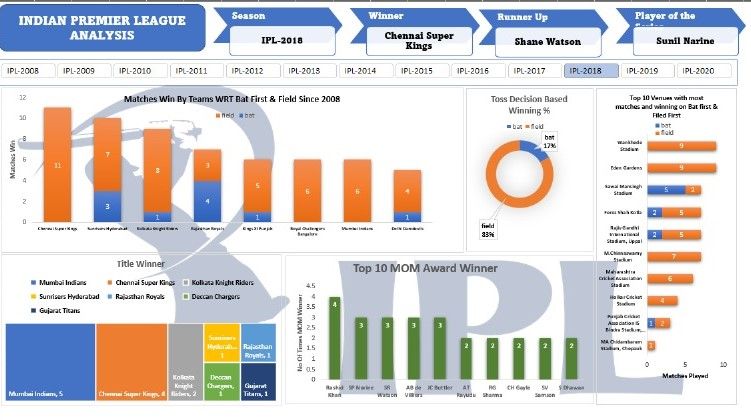 INDIAN PREMIER LEAGUE
ANALYSIS
Season
IPL-2018
Winner
Chennai Super
Kings
Runner Up
Shane Watson
Player of the
Series
Sunil Narine
IPL-2008 IPL-2009 IPL-2010 IPL-2011 IPL-2012 IPL-2013 IPL-2014 IPL-2015 IPL-2016 IPL-2017 IPL-2018 IPL-2019 IPL-2020
Matches Win By Teams WRT Bat First & Field Since 2008
field bat
Matches Win
12
10
8
6
4
2
0
11
7
3
8
1
3
4
5
1
6
6
4
1
Chennai Super Kings
Sunrisers Hyderabad
Kolkata Knight Riders
Rajasthan Royals
Kings XI Punjab
Royal Challengers
Bangalore
Mumbai Indians
Delhi Daredevils
Toss Decision Based
Winning %
bat field
bat
17%
field
83%
Top 10 Venues with most
matches and winning on Bat first &
Filed First
bat
field
Wankhede
Stadium
9
Eden Gardens
9
Sawai Mansingh
Stadium
5 2
Feroz Shah Kotla
2 5
Rajiv Gandhi
International
Stadium, Uppal
2 5
M.Chinnaswamy
Stadium
7
Maharashtra
Cricket Association
Stadium
6
Holkar Cricket
Stadium
4
Punjab Cricket
Association IS
Bindra Stadium,...
1 2
MA Chidambaram
Stadium, Chepauk
1
0 5 10
Matches Played
Title Winner
Mumbai Indians Chennai Super Kings Kolkata Knight Riders
Sunrisers Hyderabad Rajasthan Royals Deccan Chargers
Gujarat Titans
Mumbai Indians, 5
Chennai Super Kings, 4
Kolkata
Knight
Riders, 2
Sunrisers
Hyderab...
1
Rajasthan
Royals, 1
Deccan
Chargers,
1
Gujarat
Titans, 1
Top 10 MOM Award Winner
No Of Times MOM Winner
4.5
4
3.5
3
2.5
2
1.5
1
0.5
0
4 3 3 3 3 2 2 2 2 2
Rashid
Khan
SP Narine
SR
Watson
AB de
Villiers
JC Buttler
AT
Rayudu
RG
Sharma
CH Gayle
SV
Samson
S Dhawan
IPL